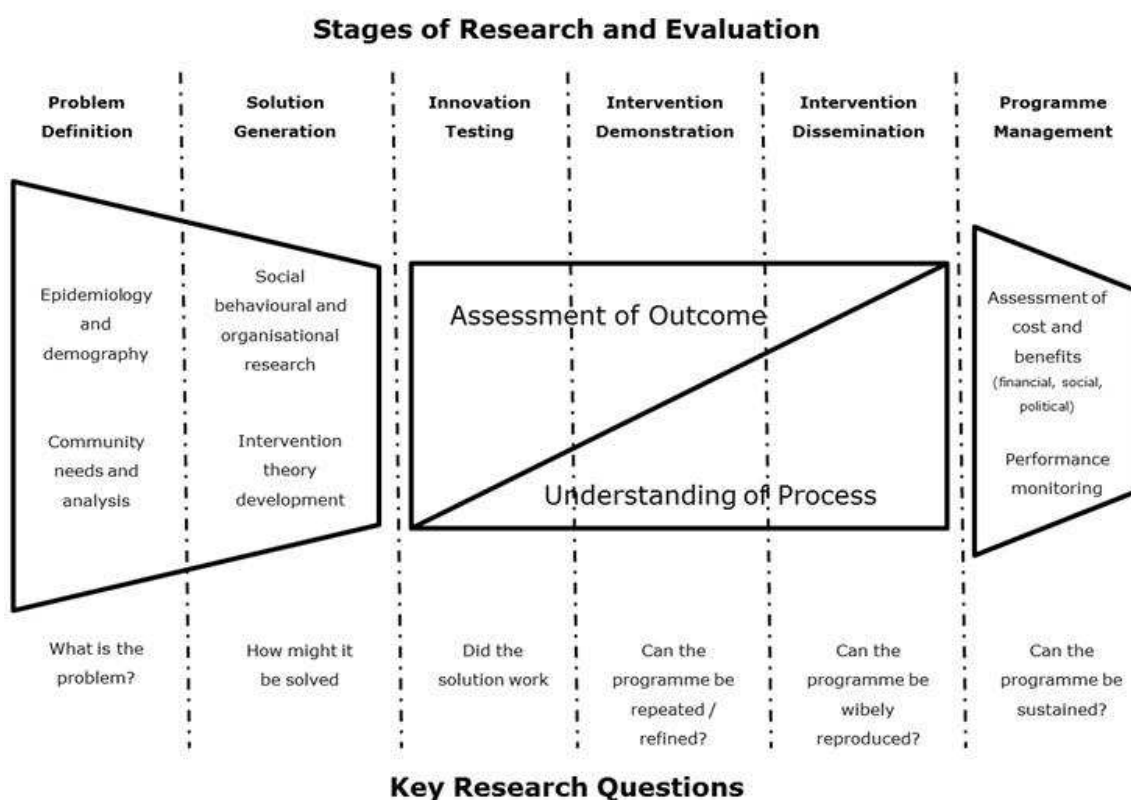 Stages of Research and Evaluation
Problem
Definition
Solution
Generation
Innovation
Testing
Intervention
Demonstration
Intervention
Dissemination
Programme
Management
Epidemiology
and
demography
Community
needs and
analysis
Social
behavioural and
organisational
research
Intervention
theory
development
Assessment of Outcome
Understanding of Process
Assessment of
cost and
benefits
(financial, social,
political)
Performance
monitoring
What is the
problem?
How might it
be solved
Did the
solution work
Can the
programme be
repeated /
refined?
Can the
programme be
wibely
reproduced?
Can the
programme be
sustained?
Key Research Questions